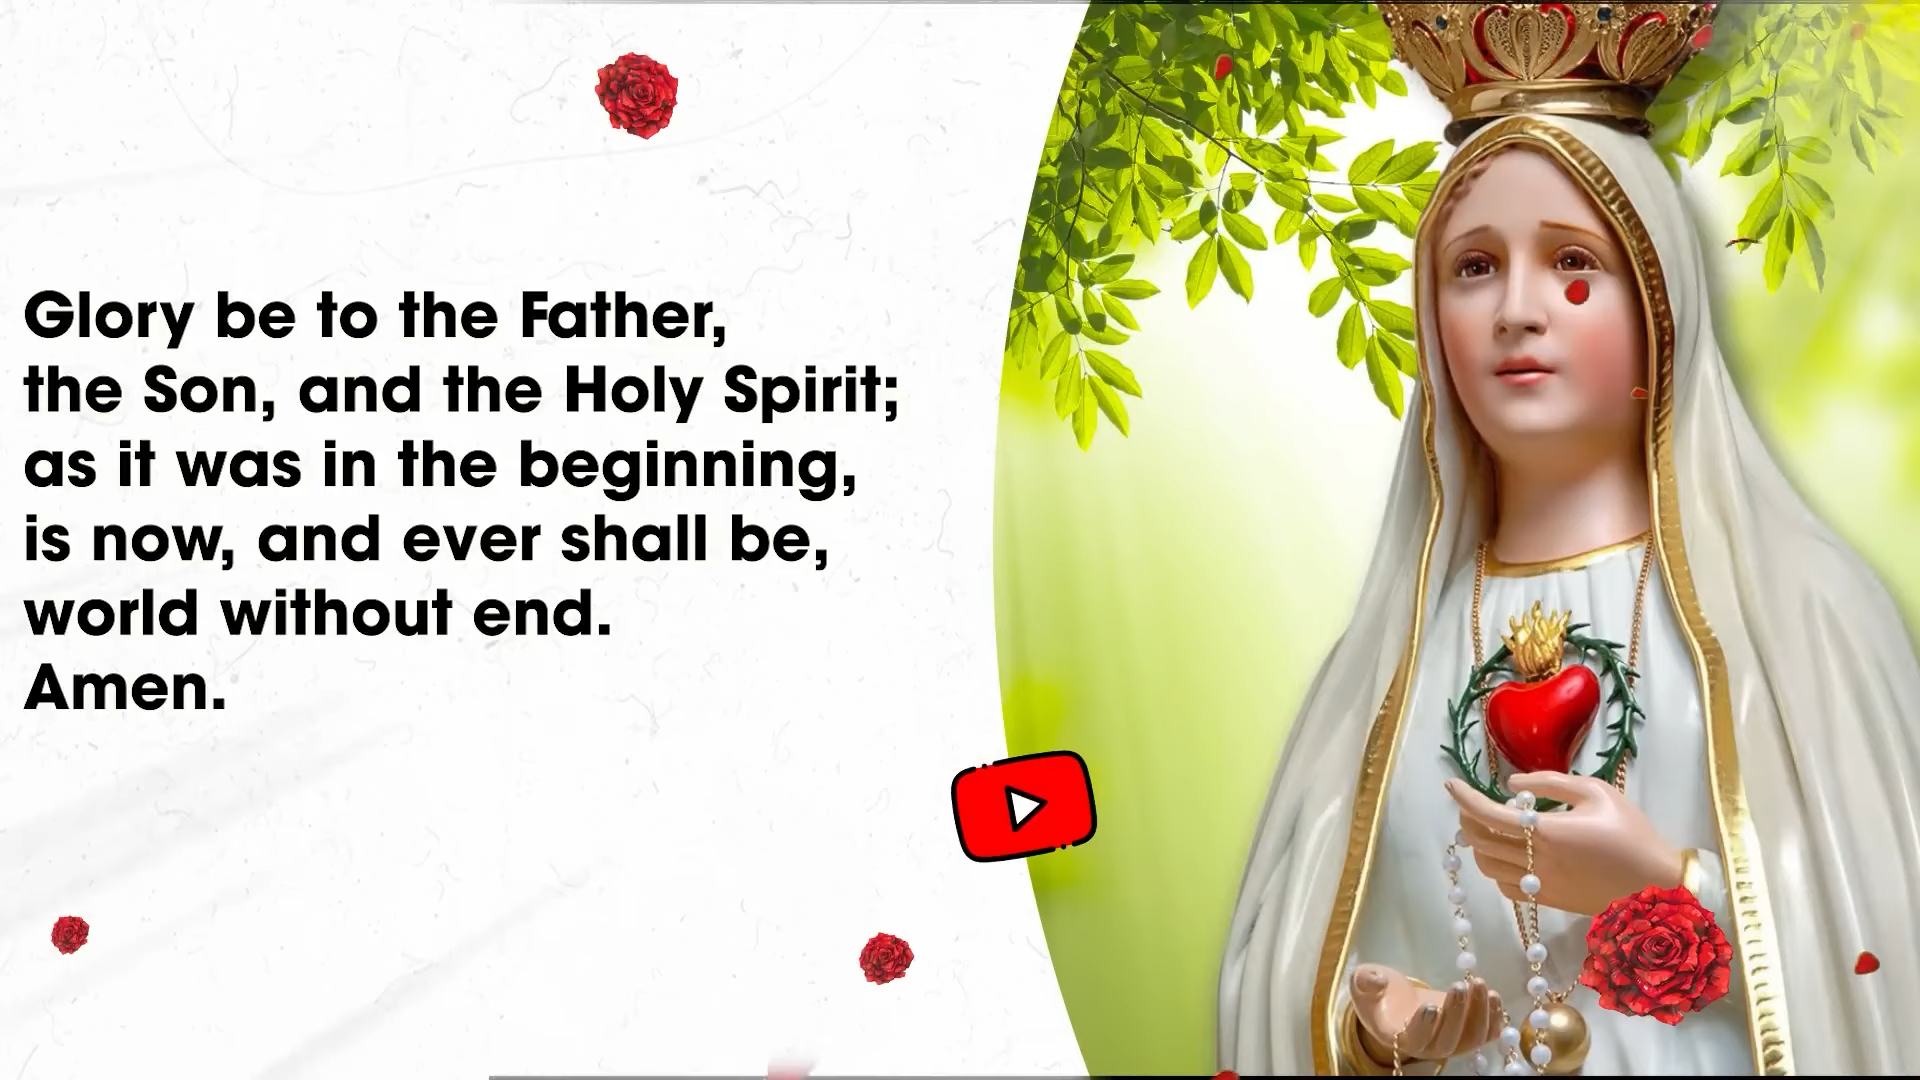 Glory be to the Father,
the Son, and the Holy Spirit;
as it was in the beginning,
is now, and ever shall be,
world without end.
Amen.